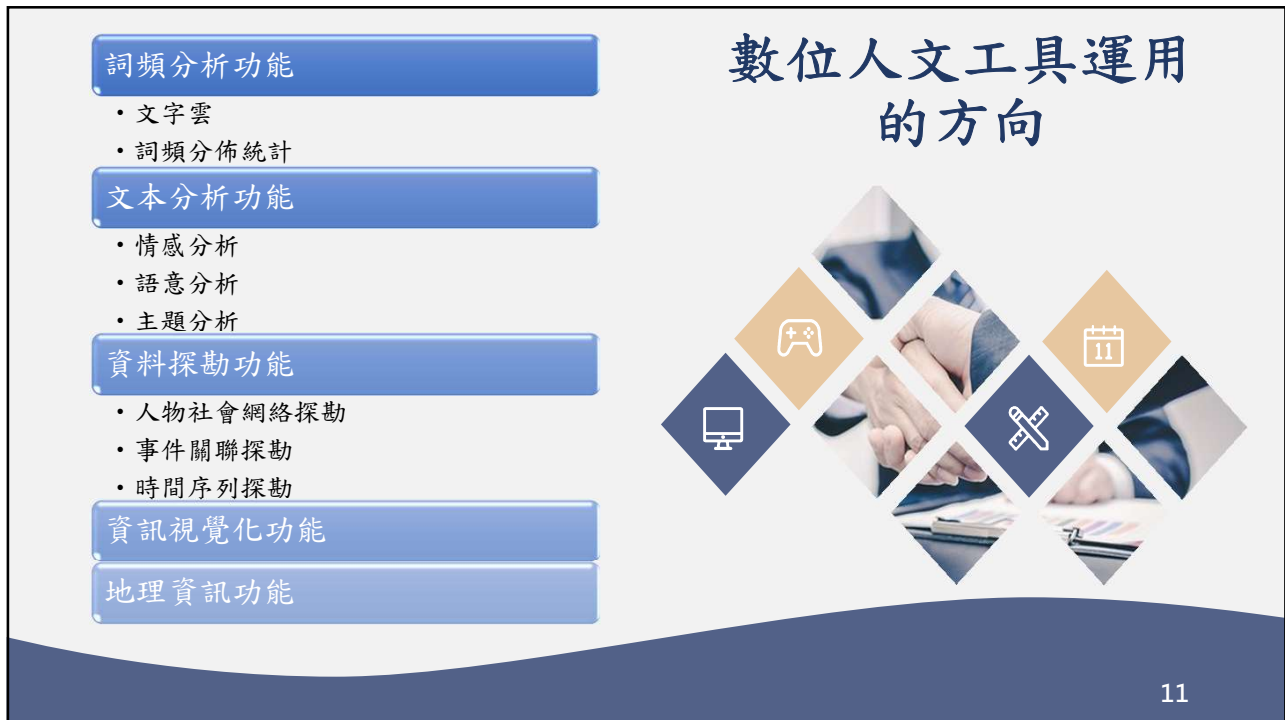 數位人文工具運用
的方向
詞頻分析功能
・文字雲
・詞頻分佈統計
文本分析功能
・情感分析
・語意分析
・主題分析
資料探勘功能
・人物社會網絡探勘
・事件關聯探勘
・時間序列探勘
資訊視覺化功能
地理資訊功能
11
11